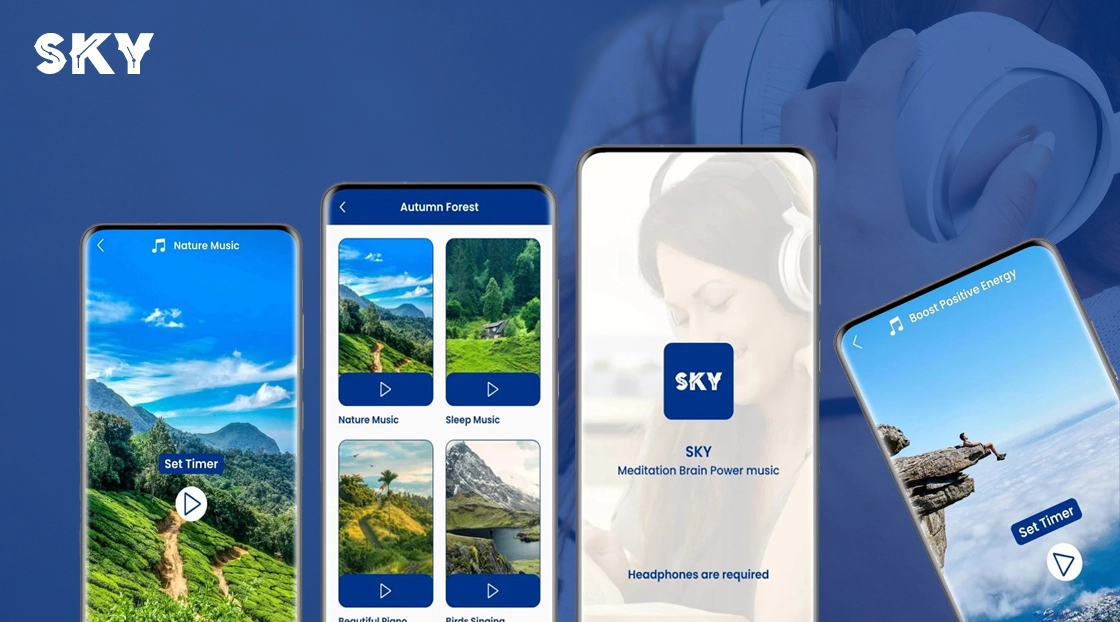 SKY
Nature Music
Set Timer
Autumn Forest
Nature Music
Sleep Music
Beautiful Piano
Birds Singing
SKY
SKY
Meditation Brain Power music
Headphones are required
Boost Positive Energy
Set Timer